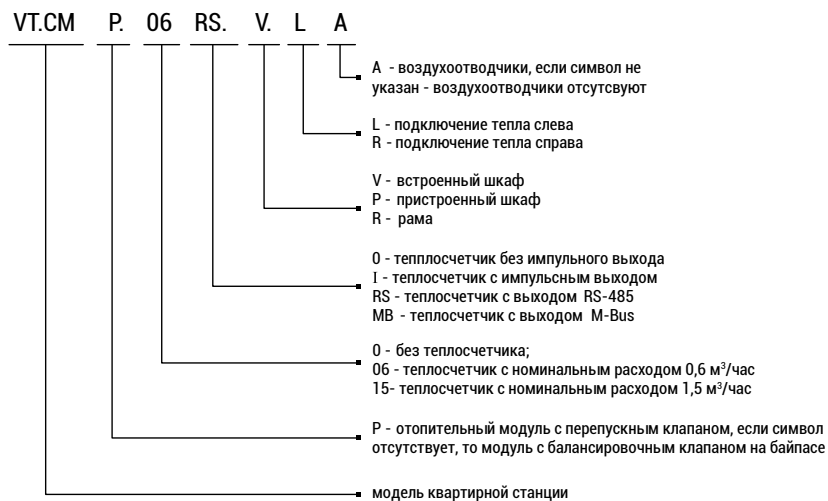 VT.CM P. 06 RS. V. L A
A - воздухоотводчики, если символ не
указан - воздухоотводчики отсутсвуют
L - подключение тепла слева
R - подключение тепла справа
V - встроенный шкаф
P - пристроенный шкаф
R - рама
0 - тепплосчетчик без импульного выхода
I - теплосчетчик с импульсным выходом
RS - теплосчетчик с выходом RS-485
MB - теплосчетчик с выходом M-Bus
0 - без теплосчетчика;
06 - теплосчетчик с номинальным расходом 0,6 м³/час
15- теплосчетчик с номинальным расходом 1,5 м³/час
P - отопительный модуль с перепускным клапаном, если символ
отсутствует, то модуль с балансировочным клапаном на байпасе
модель квартирной станции